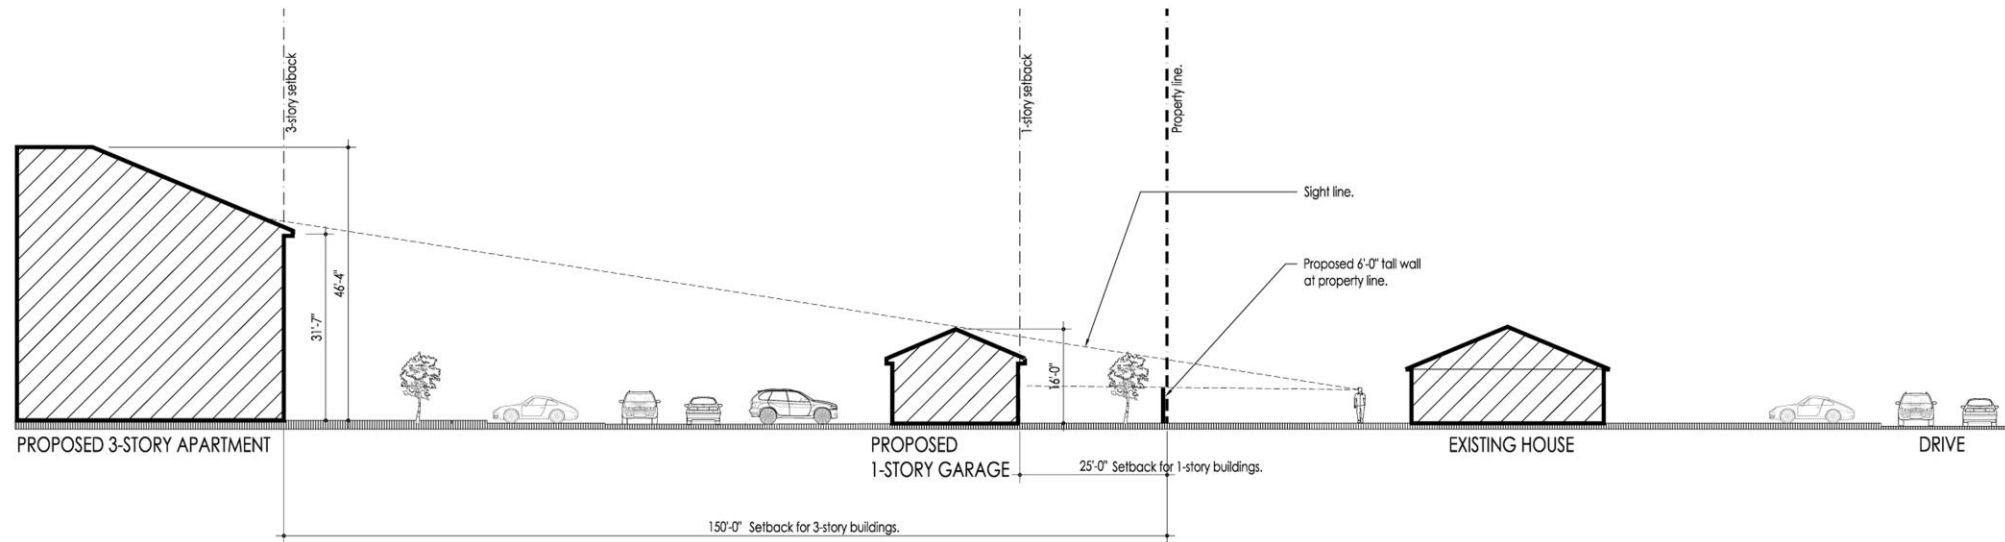 3-story setback
1-story setback
Property line.
Sight line.
Proposed 6'-0" tall wall
at property line.
46'-4"
31'-7"
16'-0"
PROPOSED 3-STORY APARTMENT
PROPOSED
1-STORY GARAGE
EXISTING HOUSE
DRIVE
25'-0" Setback for 1-story buildings.
150'-0" Setback for 3-story buildings.